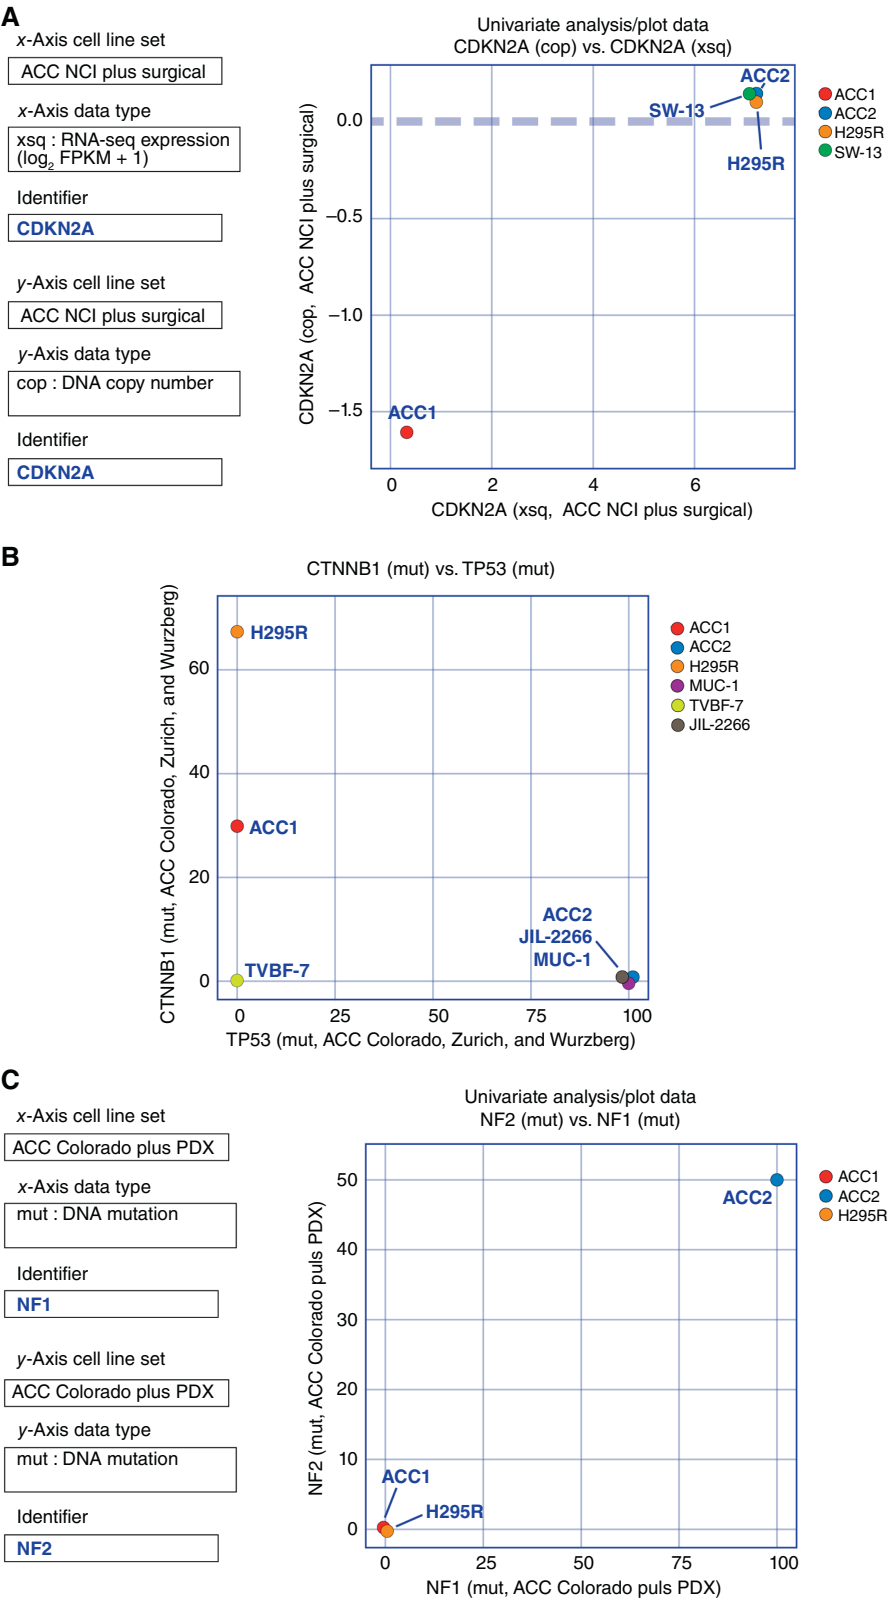 A
x-Axis cell line set
ACC NCI plus surgical
x-Axis data type
xsq : RNA-seq expression
(log2 FPKM + 1)
Identifier
CDKN2A
y-Axis cell line set
ACC NCI plus surgical
y-Axis data type
cop : DNA copy number
Identifier
CDKN2A
Univariate analysis/plot data
CDKN2A (cop) vs. CDKN2A (xsq)
CDKN2A (cop, ACC NCI plus surgical)
0.0
−0.5
−1.0
−1.5
ACC2
SW-13
H295R
ACC1
0 2 4 6
CDKN2A (xsq, ACC NCI plus surgical)
ACC1
ACC2
H295R
SW-13
B
CTNNB1 (mut) vs. TP53 (mut)
CTNNB1 (mut, ACC Colorado, Zurich, and Wurzberg)
60
40
20
0
H295R
ACC1
TVBF-7
ACC2
JIL-2266
MUC-1
0 25 50 75 100
TP53 (mut, ACC Colorado, Zurich, and Wurzberg)
ACC1
ACC2
H295R
MUC-1
TVBF-7
JIL-2266
C
x-Axis cell line set
ACC Colorado plus PDX
x-Axis data type
mut : DNA mutation
Identifier
NF1
y-Axis cell line set
ACC Colorado plus PDX
y-Axis data type
mut : DNA mutation
Identifier
NF2
Univariate analysis/plot data
NF2 (mut) vs. NF1 (mut)
NF2 (mut, ACC Colorado puls PDX)
50
40
30
20
10
0
ACC2
ACC1
H295R
0 25 50 75 100
NF1 (mut, ACC Colorado puls PDX)
ACC1
ACC2
H295R